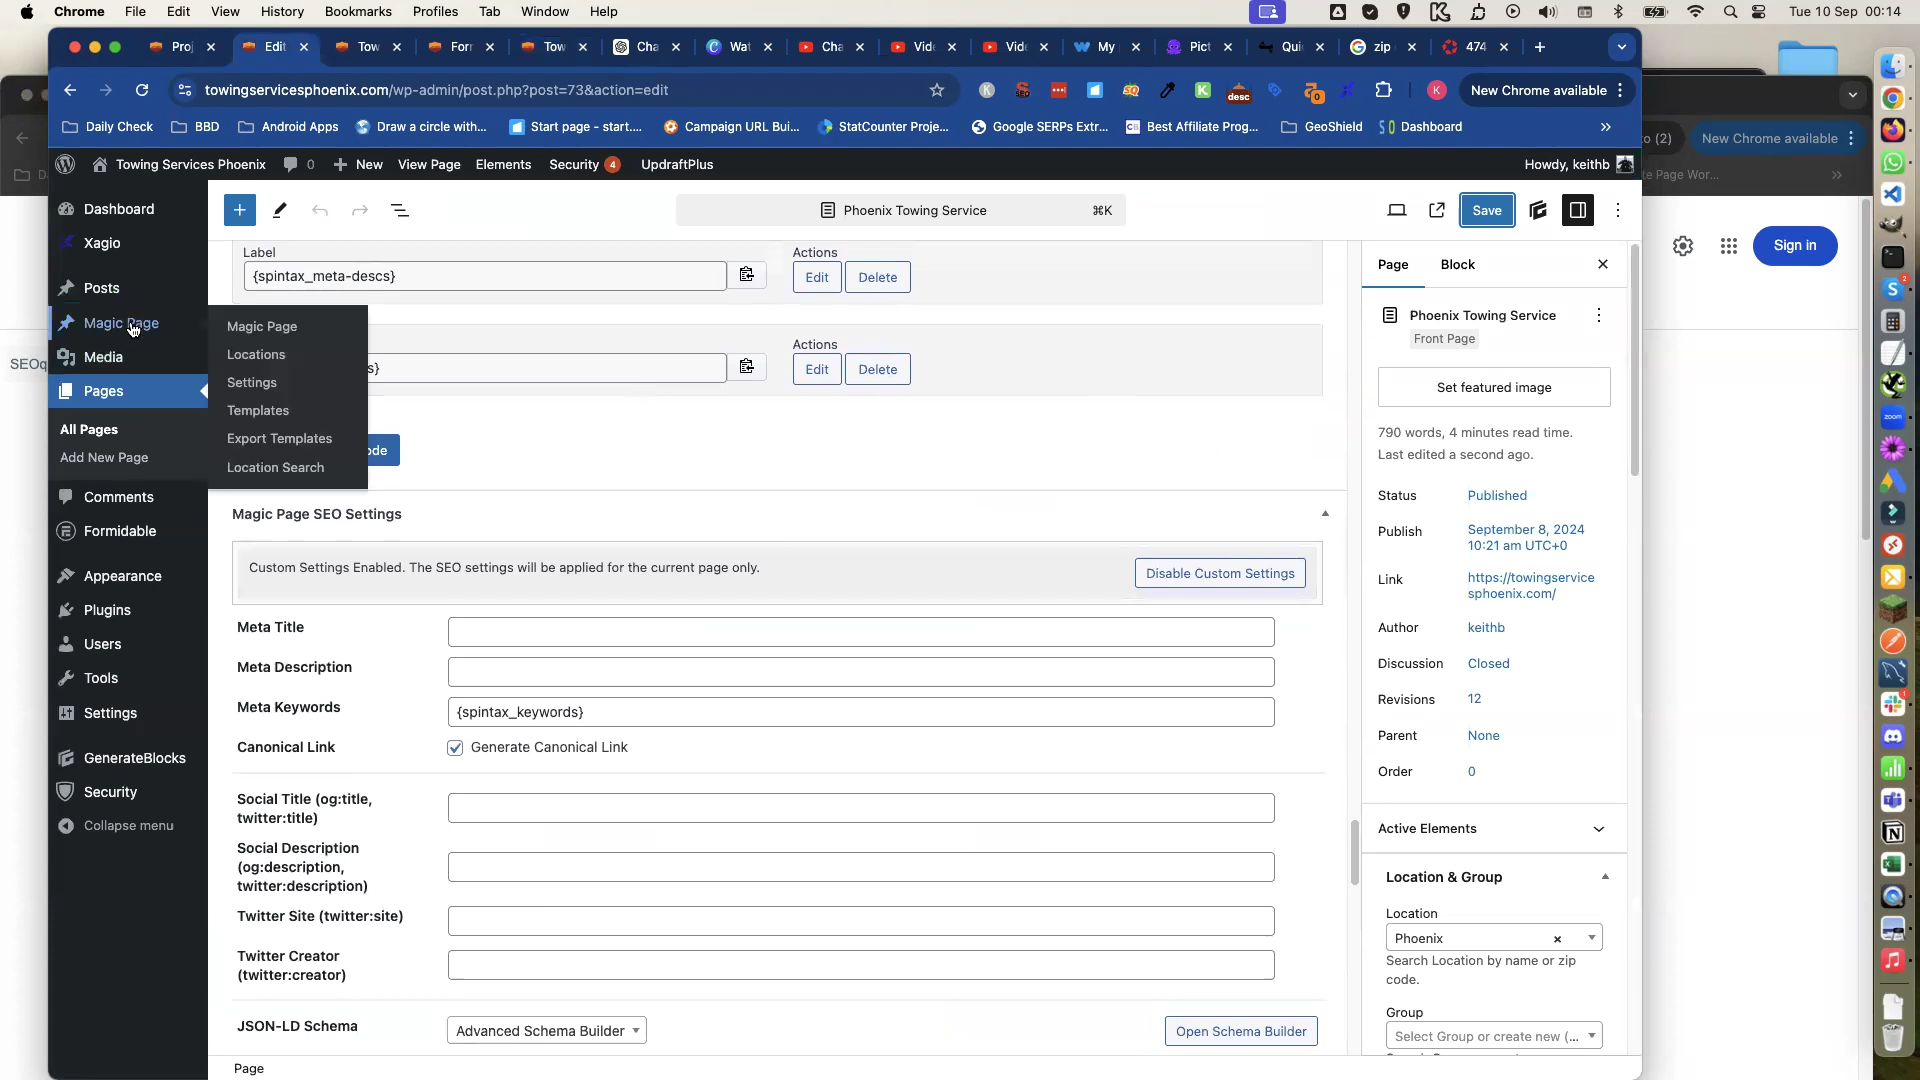 Chrome File Edit View History Bookmarks Profiles Tab Window Help
Tue 10 Sep 00:14
Proj Edit Tow Forr Tow Cha Wat Cha Vide Vide My Pict Qui zip 474
towingservicesphoenix.com/wp-admin/post.php?post=73&action=edit
desc
0
K
New Chrome available
Daily Check BBD Android Apps Draw a circle with... Start page - start.... Campaign URL Bui... StatCounter Proje... Google SERPs Extr... Best Affiliate Prog... GeoShield Dashboard
Towing Services Phoenix 0 New View Page Elements Security 4 UpdraftPlus
Howdy, keithb
Dashboard
Xagio
Posts
Magic Page
Media
Pages
All Pages
Add New Page
Comments
Formidable
Appearance
Plugins
Users
Tools
Settings
GenerateBlocks
Security
Collapse menu
Magic Page
Locations
Settings
Templates
Export Templates
Location Search
Phoenix Towing Service ⌘K
Save
Label
{spintax_meta-descs}
Actions
Edit Delete
s}
Actions
Edit Delete
ode
Magic Page SEO Settings
Custom Settings Enabled. The SEO settings will be applied for the current page only.
Disable Custom Settings
Meta Title
Meta Description
Meta Keywords
{spintax_keywords}
Canonical Link
Generate Canonical Link
Social Title (og:title,
twitter:title)
Social Description
(og:description,
twitter:description)
Twitter Site (twitter:site)
Twitter Creator
(twitter:creator)
JSON-LD Schema
Advanced Schema Builder
Open Schema Builder
Page
Page Block
Phoenix Towing Service
Front Page
Set featured image
790 words, 4 minutes read time.
Last edited a second ago.
Status Published
Publish September 8, 2024
10:21 am UTC+0
Link https://towingservice
sphoenix.com/
Author keithb
Discussion Closed
Revisions 12
Parent None
Order 0
Active Elements
Location & Group
Location
Phoenix
Search Location by name or zip
code.
Group
Select Group or create new (...
o (2)
New Chrome available
te Page Wor...
Sign in
SEOq
zoom